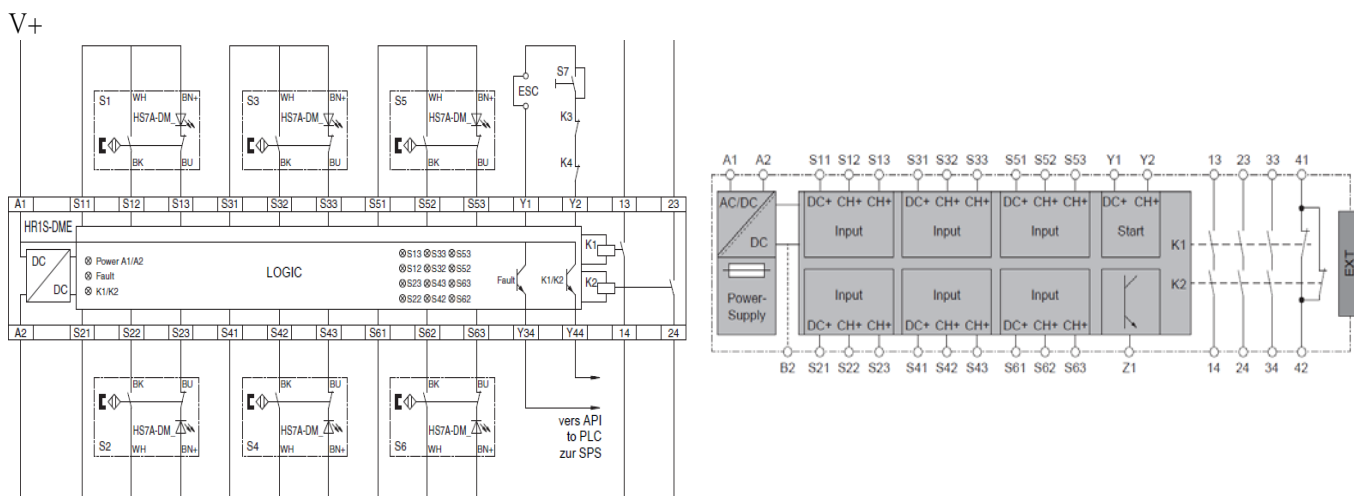 V+
S1 WH BN+ S3 WH BN+ S5 WH BN+ ESC S7
HS7A-DM_ HS7A-DM_ HS7A-DM_ K3
BK BU BK BU BK BU K4
A1 S11 S12 S13 S31 S32 S33 S51 S52 S53 Y1 Y2 13 23
HR1S-DME
K1
DC Power A1/A2 LOGIC S13 S33 S53
Fault S12 S32 S52 Fault K1/K2 K2
DC K1/K2 S23 S43 S63
S22 S42 S62
A2 S21 S22 S23 S41 S42 S43 S61 S62 S63 Y34 Y44 14 24
BK BU BK BU BK BU
HS7A-DM_ HS7A-DM_ HS7A-DM_
S2 WH BN+ S4 WH BN+ S6 WH BN+
vers API
to PLC
zur SPS
A1 A2 S11 S12 S13 S31 S32 S33 S51 S52 S53 Y1 Y2 13 23 33 41
AC/DC DC+ CH+ CH+ DC+ CH+ CH+ DC+ CH+ CH+ DC+ CH+
Input Input Input Start
DC K1
EXT
K2
Power-
Supply
Input Input Input
DC+ CH+ CH+ DC+ CH+ CH+ DC+ CH+ CH+
B2 S21 S22 S23 S41 S42 S43 S61 S62 S63 Z1 14 24 34 42